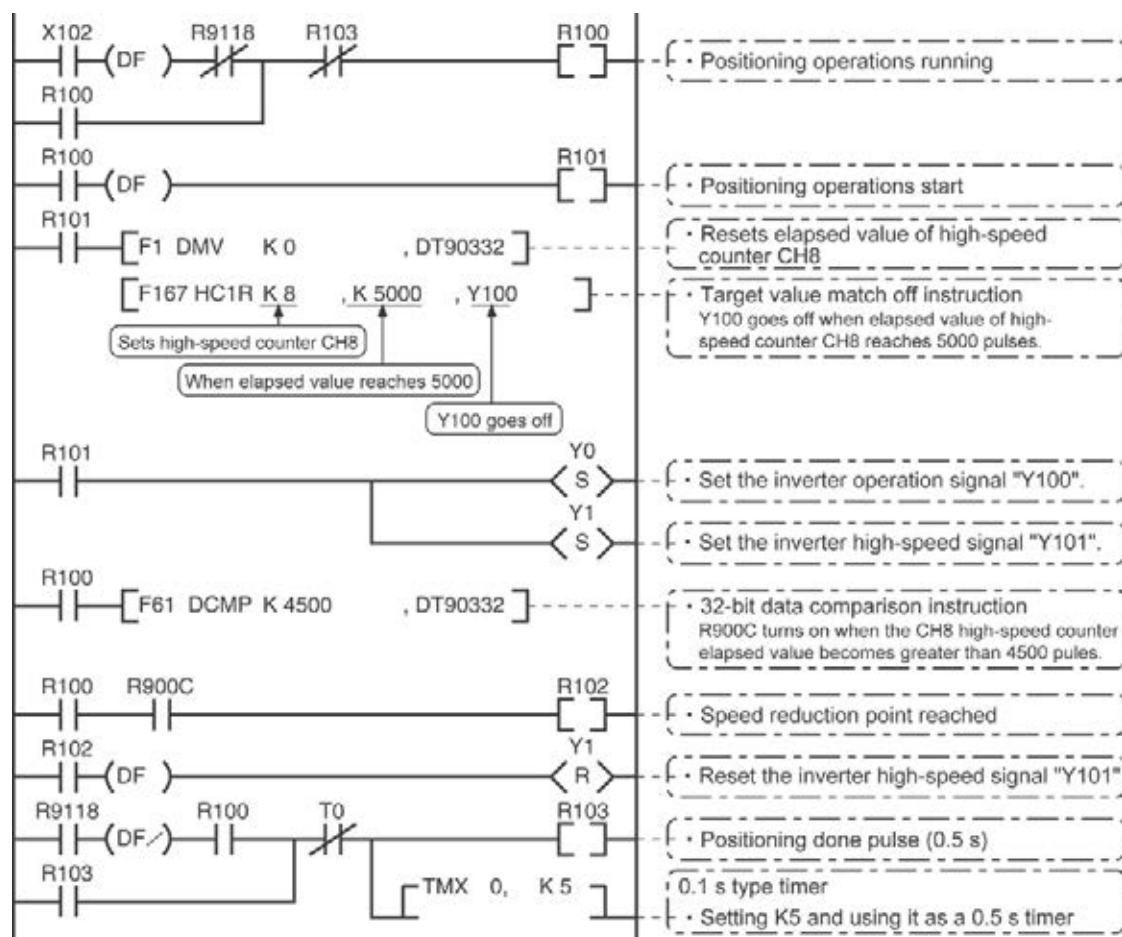 X102 R9118 R103 R100
(DF )
· Positioning operations running
R100
R100 R101
(DF )
· Positioning operations start
R101
F1 DMV K 0 , DT90332
· Resets elapsed value of high-speed
counter CH8
F167 HC1R K 8 , K 5000 , Y100
· Target value match off instruction
Y100 goes off when elapsed value of high-
speed counter CH8 reaches 5000 pulses.
Sets high-speed counter CH8
When elapsed value reaches 5000
Y100 goes off
R101 Y0
S
· Set the inverter operation signal "Y100".
Y1
S
· Set the inverter high-speed signal "Y101".
R100
F61 DCMP K 4500 , DT90332
· 32-bit data comparison instruction
R900C turns on when the CH8 high-speed counter
elapsed value becomes greater than 4500 pules.
R100 R900C R102
· Speed reduction point reached
R102 Y1
(DF ) R
· Reset the inverter high-speed signal "Y101"
R9118 R100 T0 R103
(DF/)
· Positioning done pulse (0.5 s)
R103
TMX 0, K 5
0.1 s type timer
· Setting K5 and using it as a 0.5 s timer